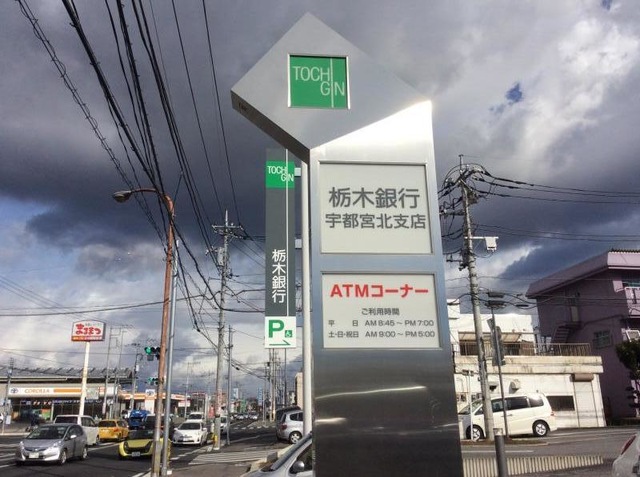 TOCH
GIN
栃木銀行
宇都宮北支店
ATMコーナー
ご利用時間
平　日 AM 8:45〜PM 7:00
土・日・祝日 AM 9:00〜PM 5:00
TOCH
GIN
栃木銀行
P